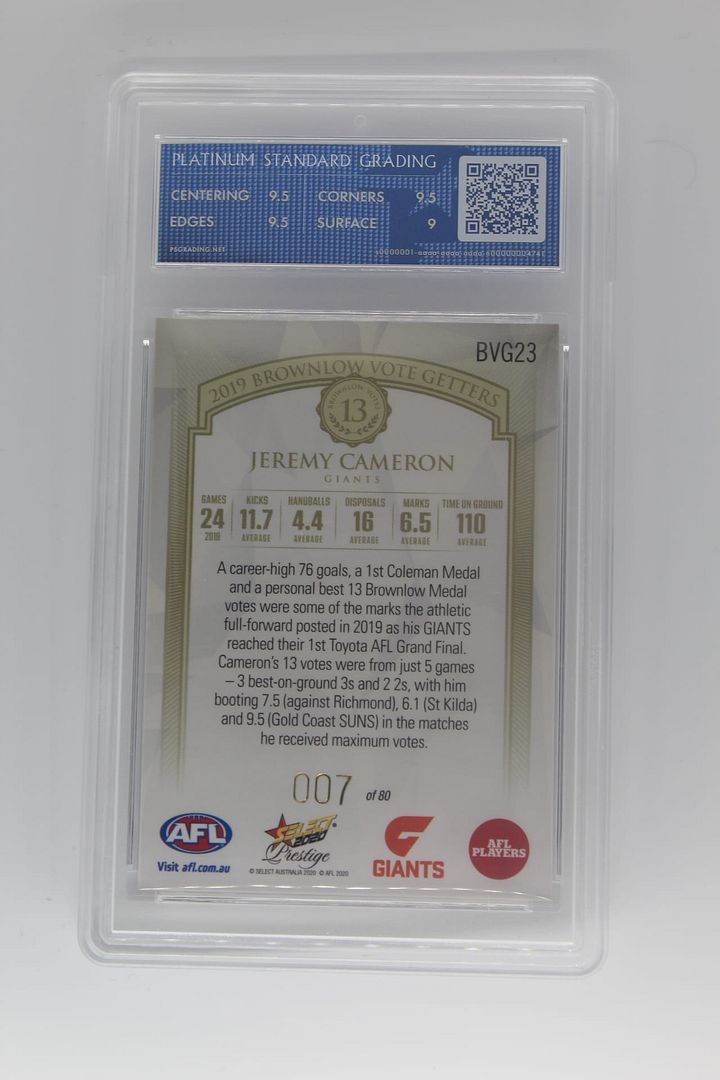 PLATINUM STANDARD GRADING
CENTERING 9.5 CORNERS 9.5
EDGES 9.5 SURFACE 9
PSGRADING.NET
BVG23
2019 BROWNLOW VOTE GETTERS
BROWNLOW VOTES
13
JEREMY CAMERON
GIANTS
GAMES KICKS HANDBALLS DISPOSALS MARKS TIME ON GROUND
24 11.7 4.4 16 6.5 110
2019 AVERAGE AVERAGE AVERAGE AVERAGE AVERAGE
A career-high 76 goals, a 1st Coleman Medal
and a personal best 13 Brownlow Medal
votes were some of the marks the athletic
full-forward posted in 2019 as his GIANTS
reached their 1st Toyota AFL Grand Final.
Cameron's 13 votes were from just 5 games
– 3 best-on-ground 3s and 2 2s, with him
booting 7.5 (against Richmond), 6.1 (St Kilda)
and 9.5 (Gold Coast SUNS) in the matches
he received maximum votes.
007 of 80
AFL
Visit afl.com.au
SELECT
2020
Prestige
© SELECT AUSTRALIA 2020 © AFL 2020
GIANTS
AFL
PLAYERS